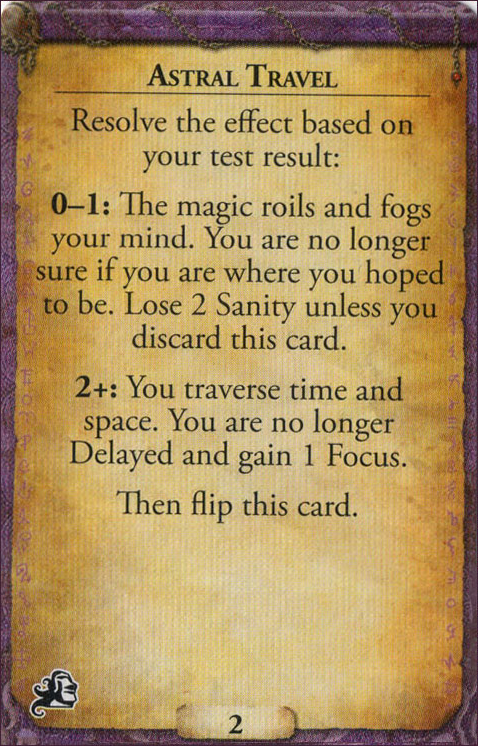 ASTRAL TRAVEL
Resolve the effect based on
your test result:
0–1: The magic roils and fogs
your mind. You are no longer
sure if you are where you hoped
to be. Lose 2 Sanity unless you
discard this card.
2+: You traverse time and
space. You are no longer
Delayed and gain 1 Focus.
Then flip this card.
2